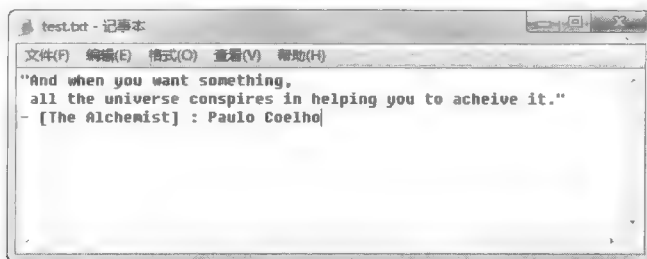 test.txt - 记事本
文件(F) 编辑(E) 格式(O) 查看(V) 帮助(H)
"And when you want something,
all the universe conspires in helping you to acheive it."
- [The Alchemist] : Paulo Coelho